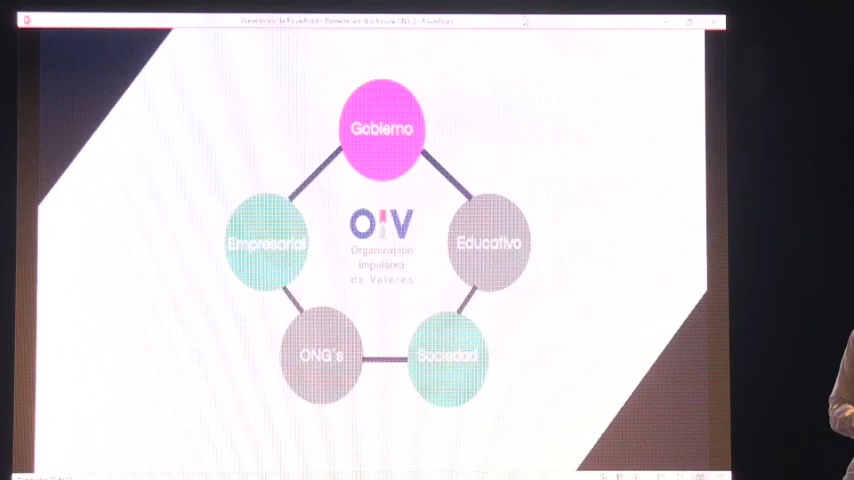 Gobierno
Empresarial
Educativo
OIV
Organización
Impulsora
de Valores
ONG´s
Sociedad